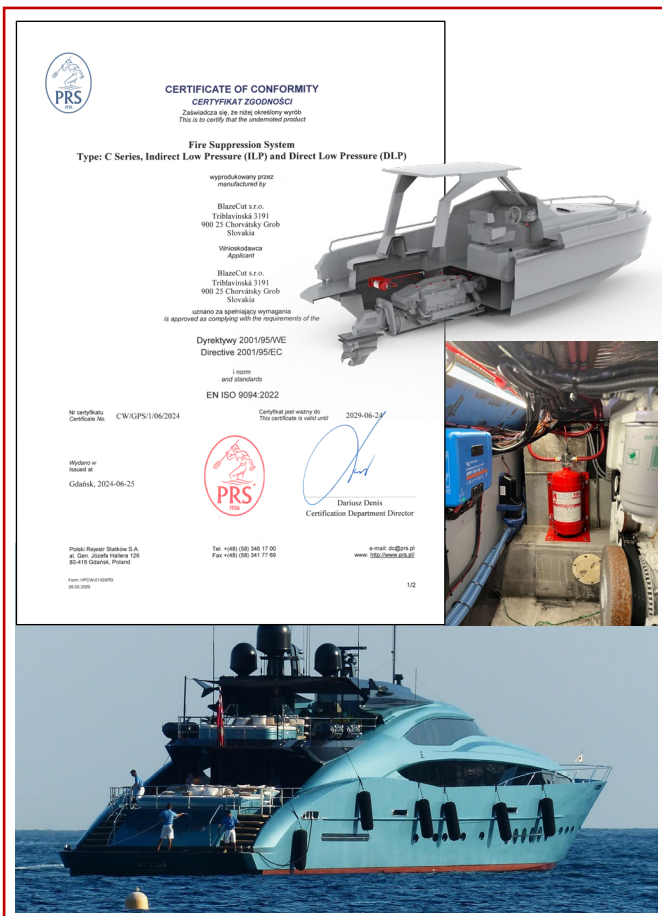 PRS
1936
CERTIFICATE OF CONFORMITY
CERTYFIKAT ZGODNOŚCI
Zaświadcza się, że niżej określony wyrób
This is to certify that the undernoted product
Fire Suppression System
Type: C Series, Indirect Low Pressure (ILP) and Direct Low Pressure (DLP)
wyprodukowany przez
manufactured by
BlazeCut s.r.o.
Triblavinská 3191
900 25 Chorvátsky Grob
Slovakia
Wnioskodawca
Applicant
BlazeCut s.r.o.
Triblavinská 3191
900 25 Chorvátsky Grob
Slovakia
uznano za spełniający wymagania
is approved as complying with the requirements of the
Dyrektywy 2001/95/WE
Directive 2001/95/EC
i norm
and standards
EN ISO 9094:2022
Nr certyfikatu
Certificate No.
CW/GPS/1/06/2024
Certyfikat jest ważny do
This certificate is valid until
2029-06-24
Wydano w
Issued at
Gdańsk, 2024-06-25
PRS
1936
Dariusz Denis
Certification Department Director
Polski Rejestr Statków S.A.
al. Gen. Józefa Hallera 126
80-416 Gdańsk, Poland
Tel. +(48) (58) 346 17 00
Fax +(48) (58) 341 77 69
e-mail: dc@prs.pl
www: http://www.prs.pl/
26.03.2020
1/2